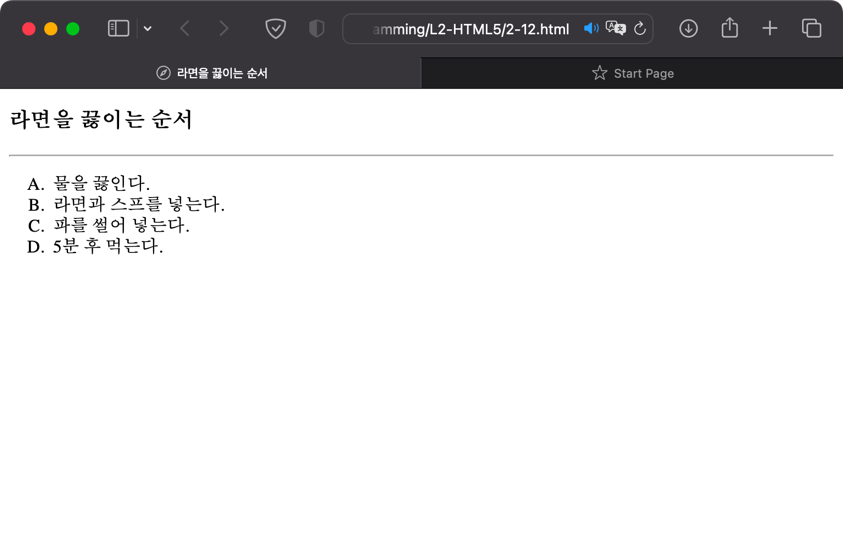 amming/L2-HTML5/2-12.html
라면을 끓이는 순서
Start Page
라면을 끓이는 순서
A. 물을 끓인다.
B. 라면과 스프를 넣는다.
C. 파를 썰어 넣는다.
D. 5분 후 먹는다.